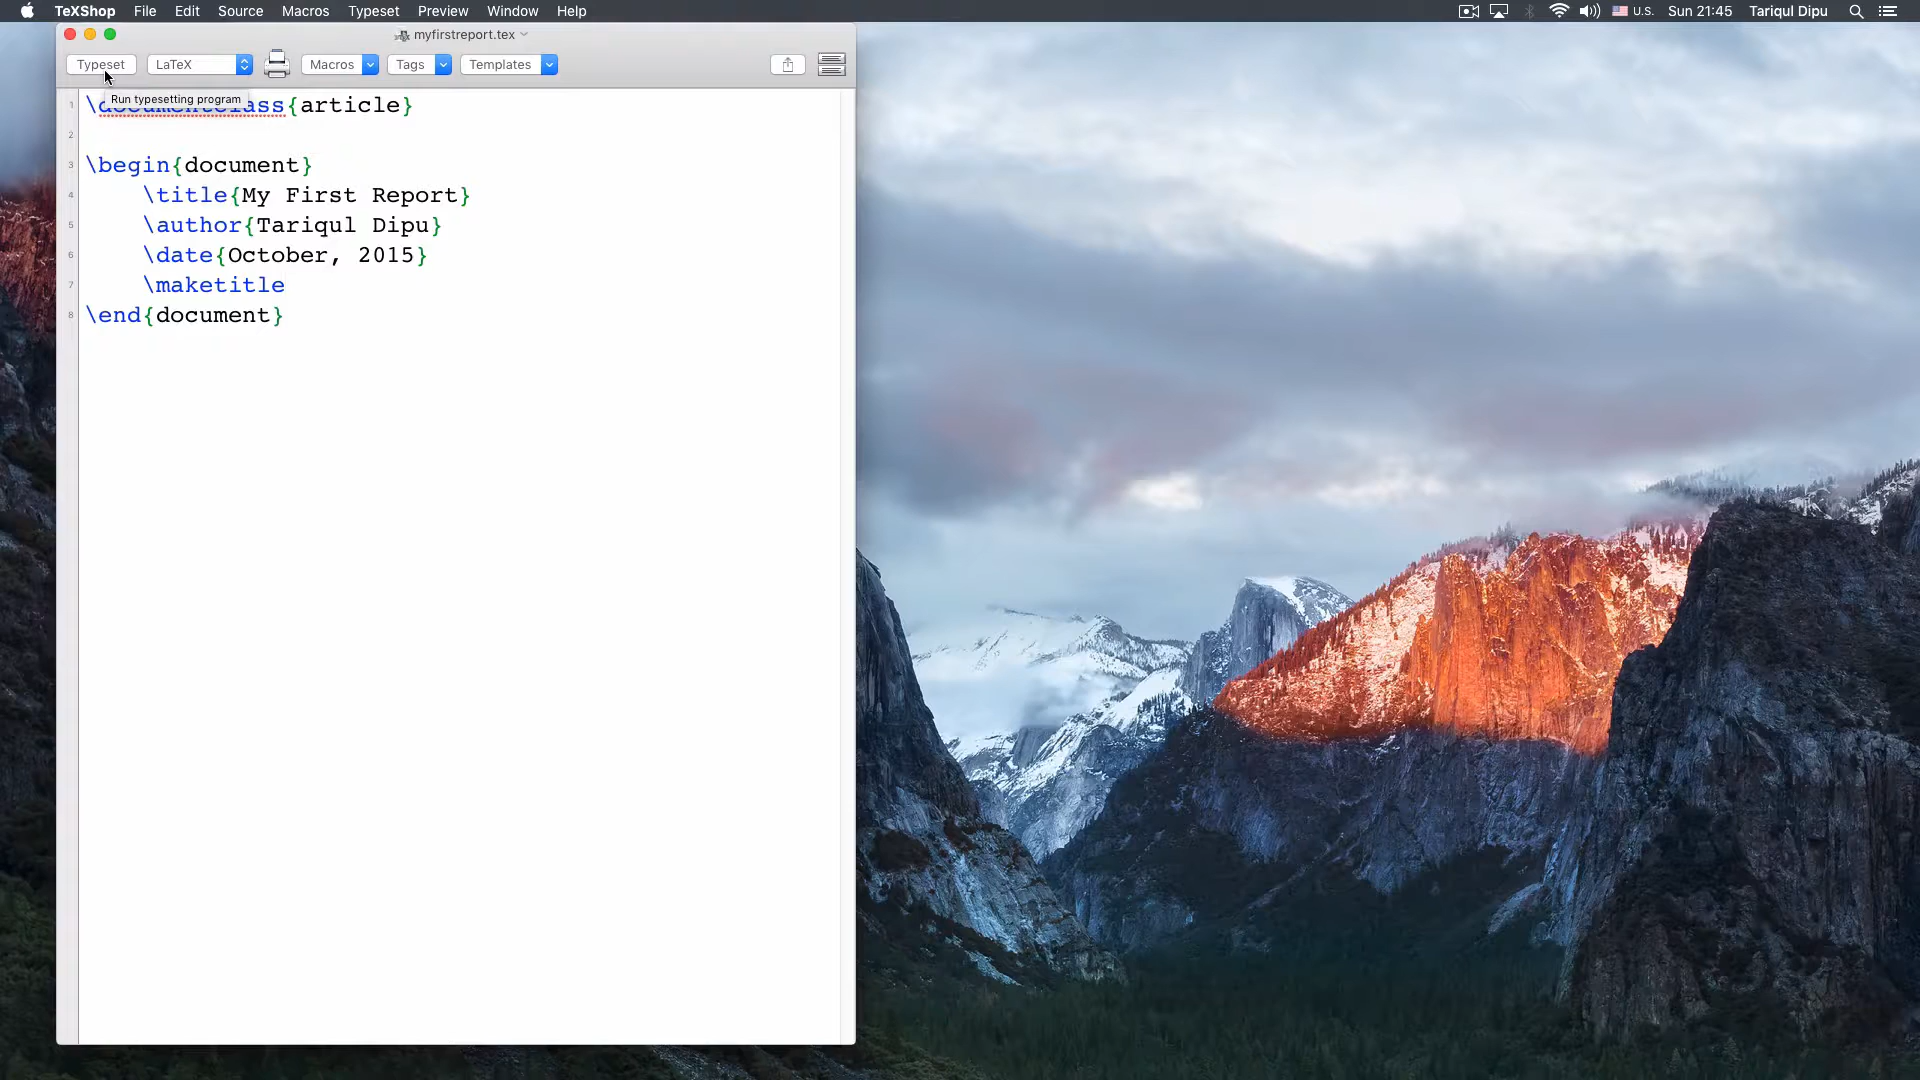 TeXShop File Edit Source Macros Typeset Preview Window Help U.S. Sun 21:45 Tariqul Dipu
myfirstreport.tex
Typeset LaTeX Macros Tags Templates
Run typesetting program
1 \documentclass{article}
2
3 \begin{document}
4 \title{My First Report}
5 \author{Tariqul Dipu}
6 \date{October, 2015}
7 \maketitle
8 \end{document}